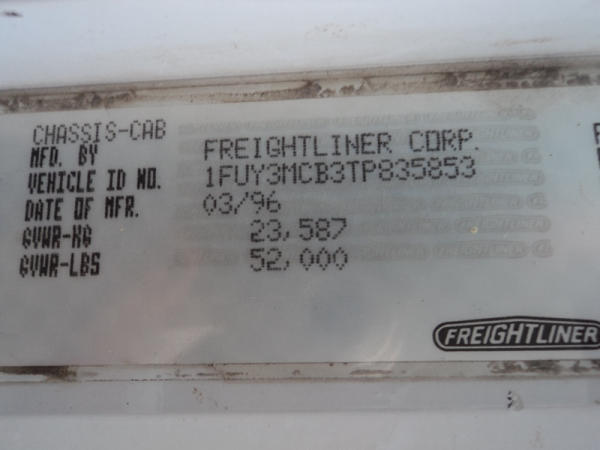 CHASSIS-CAB
MFD. BY FREIGHTLINER CORP.
VEHICLE ID NO. 1FUY3MCB3TP835853
DATE OF MFR. 03/96
GVWR-KG 23,587
GVWR-LBS 52,000
FREIGHTLINER